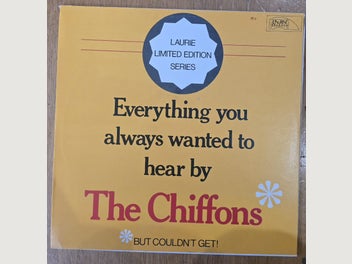 LAURIE
LIMITED EDITION
SERIES
Everything you
always wanted to
hear by
The Chiffons*
*BUT COULDN'T GET!